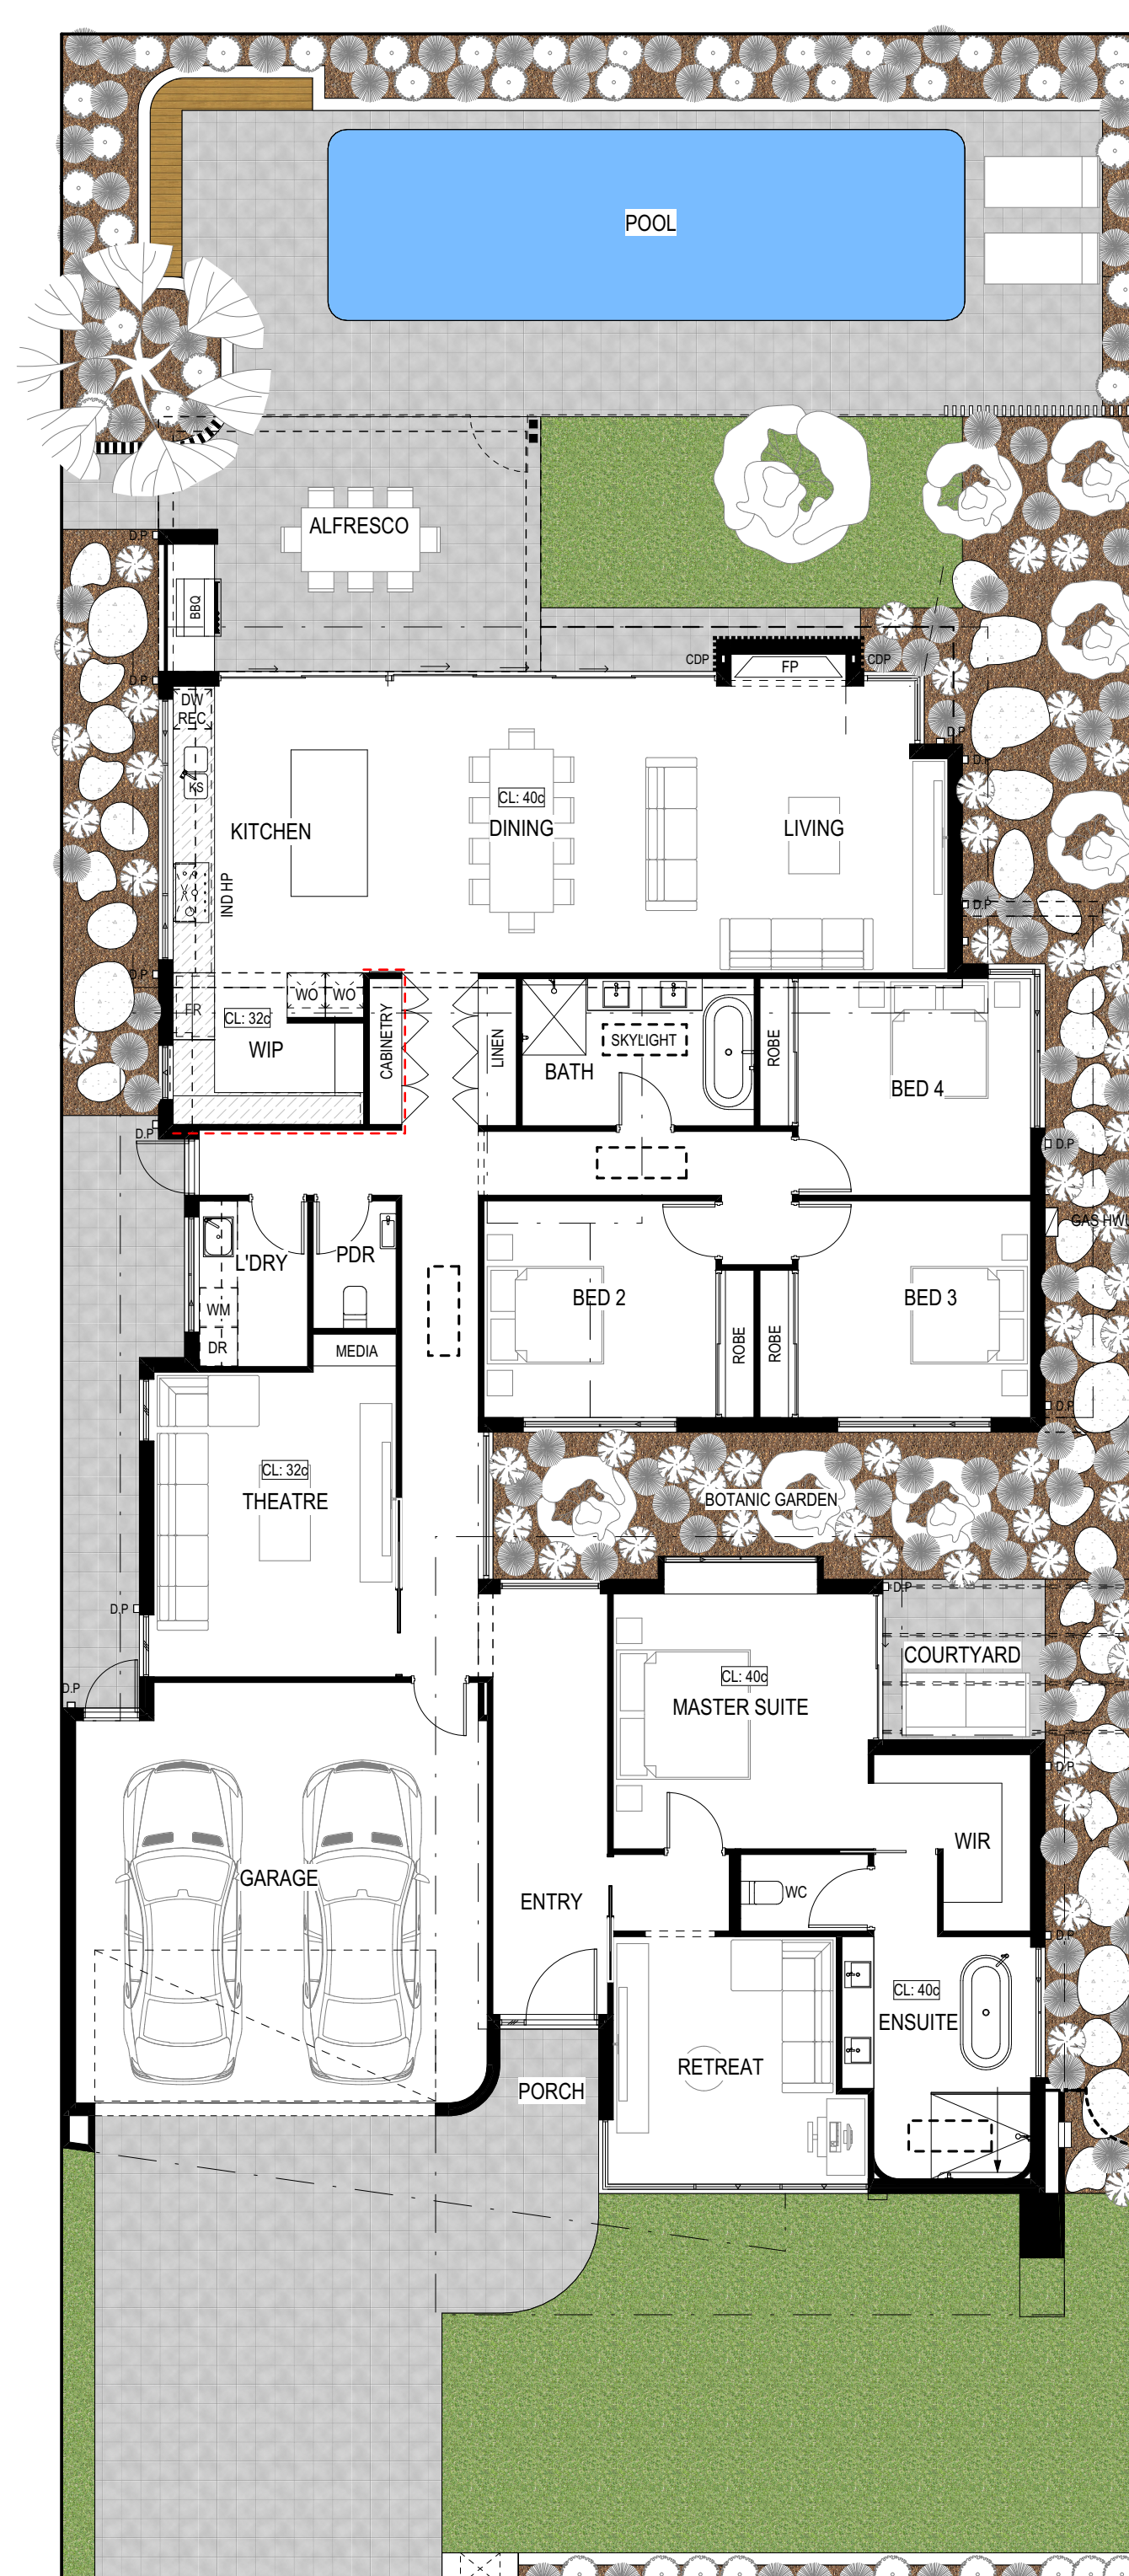 POOL
ALFRESCO
D.P
BBQ
CDP
FP
CDP
D.P
DW
REC
D.P
D.P
KS
CL: 40c
KITCHEN
DINING
LIVING
IND HP
D.P
D.P
FR
WO
WO
CL: 32c
WIP
CABINETRY
LINEN
SKYLIGHT
BATH
ROBE
BED 4
D.P
D.P
GAS HWU
L'DRY
PDR
BED 2
BED 3
WM
DR
MEDIA
ROBE
ROBE
D.P
CL: 32c
THEATRE
BOTANIC GARDEN
D.P
D.P
COURTYARD
CL: 40c
MASTER SUITE
D.P
D.P
WIR
GARAGE
WC
ENTRY
D.P
CL: 40c
ENSUITE
RETREAT
PORCH